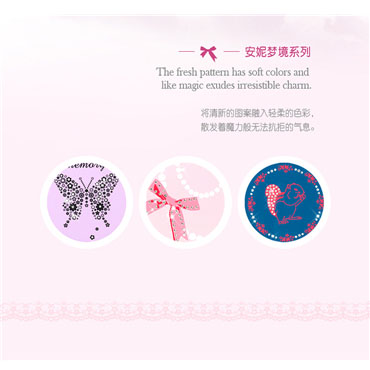 安妮梦境系列
The fresh pattern has soft colors and
like magic exudes irresistible charm.
将清新的图案融入轻柔的色彩，
散发着魔力般无法抗拒的气息。
memory